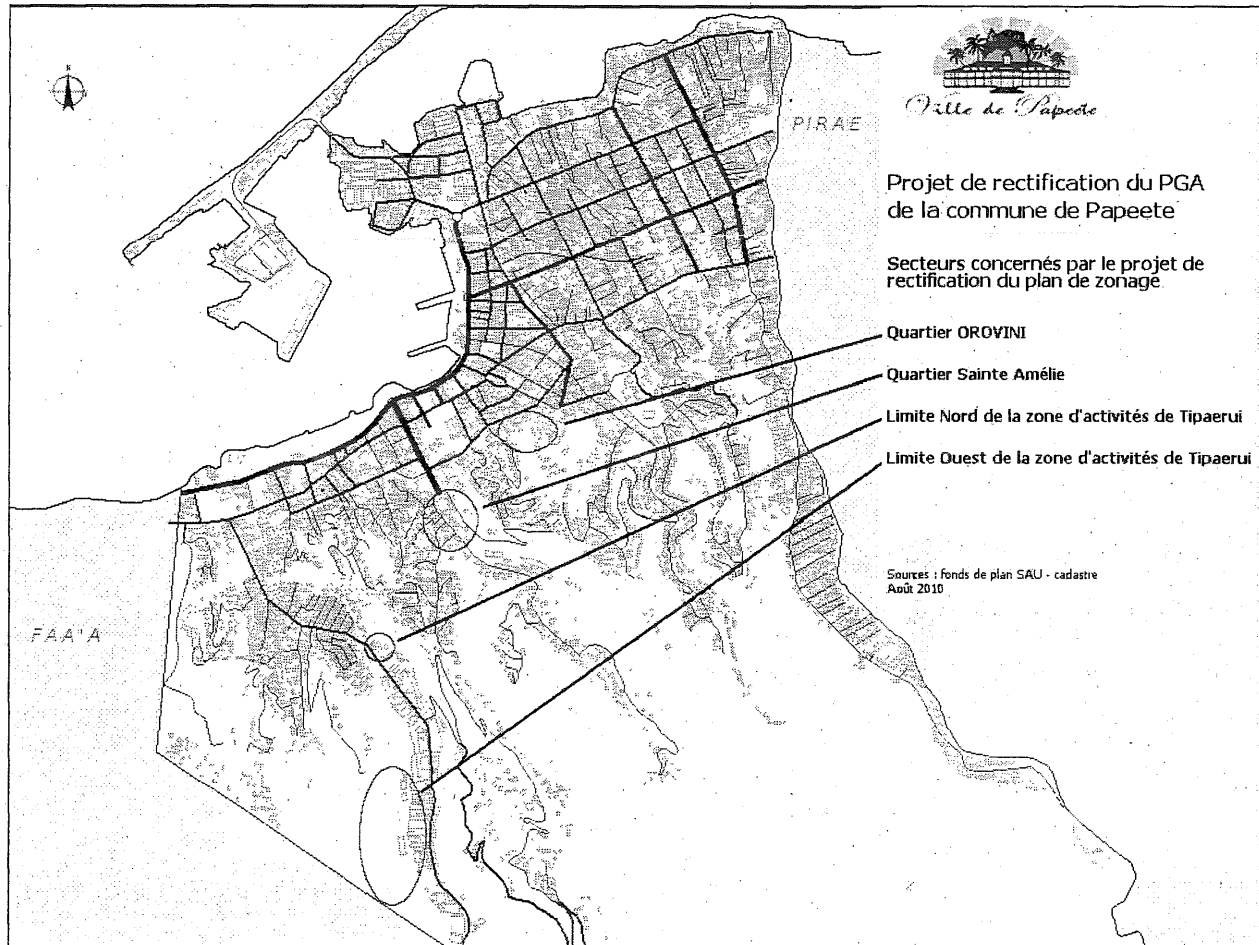 N
Ville de Papeete
PIRAE
Projet de rectification du PGA
de la commune de Papeete
Secteurs concernés par le projet de
rectification du plan de zonage
Quartier OROVINI
Quartier Sainte Amélie
Limite Nord de la zone d'activités de Tipaerui
Limite Ouest de la zone d'activités de Tipaerui
Sources : fonds de plan SAU - cadastre
Août 2010
FAA'A